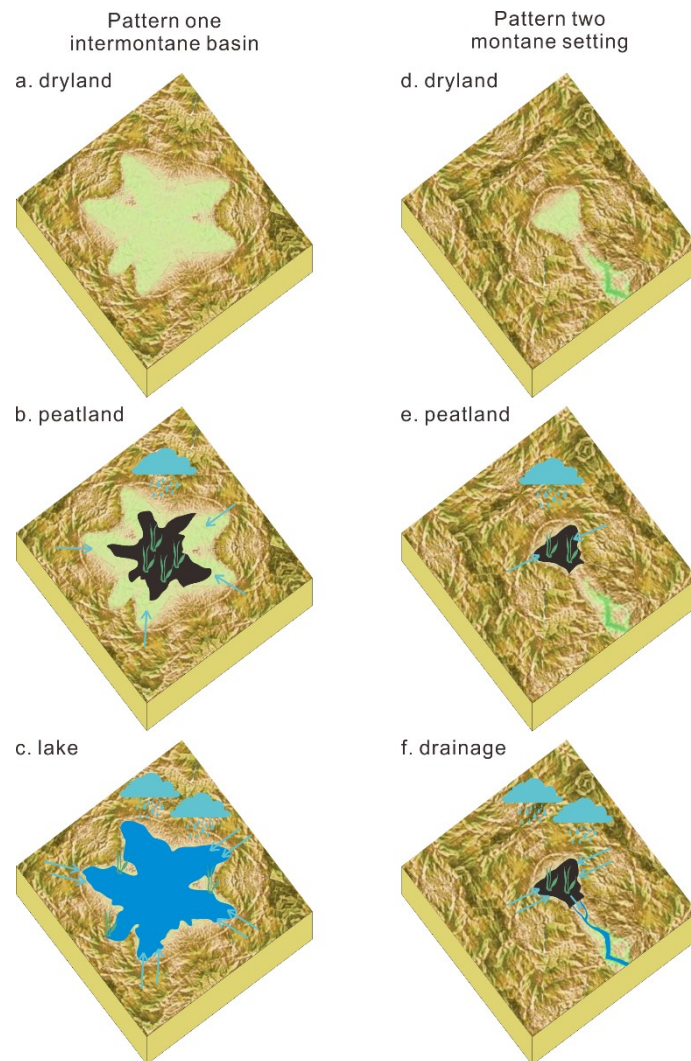 Pattern one
intermontane basin
Pattern two
montane setting
a. dryland
d. dryland
b. peatland
e. peatland
c. lake
f. drainage